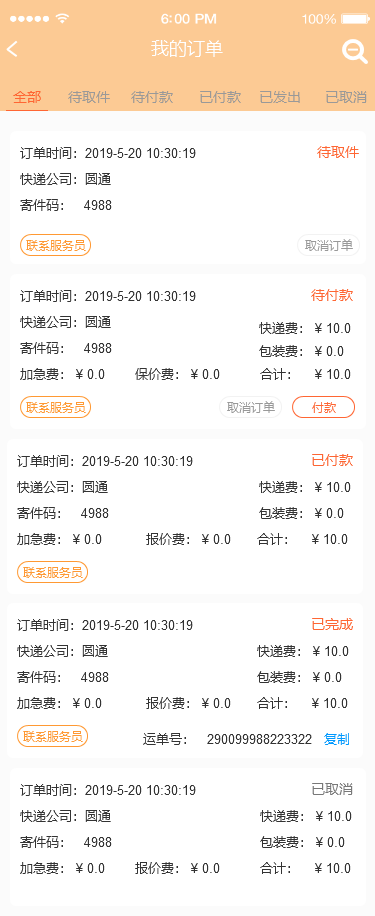 6:00 PM 100%
我的订单
全部 待取件 待付款 已付款 已发出 已取消
订单时间：2019-5-20 10:30:19 待取件
快递公司：圆通
寄件码： 4988
联系服务员 取消订单
订单时间：2019-5-20 10:30:19 待付款
快递公司：圆通 快递费：¥ 10.0
寄件码： 4988 包装费：¥ 0.0
加急费：¥ 0.0 保价费：¥ 0.0 合计： ¥ 10.0
联系服务员 取消订单 付款
订单时间：2019-5-20 10:30:19 已付款
快递公司：圆通 快递费：¥ 10.0
寄件码： 4988 包装费：¥ 0.0
加急费：¥ 0.0 报价费：¥ 0.0 合计： ¥ 10.0
联系服务员
订单时间：2019-5-20 10:30:19 已完成
快递公司：圆通 快递费：¥ 10.0
寄件码： 4988 包装费：¥ 0.0
加急费：¥ 0.0 报价费：¥ 0.0 合计： ¥ 10.0
联系服务员 运单号： 290099988223322 复制
订单时间：2019-5-20 10:30:19 已取消
快递公司：圆通 快递费：¥ 10.0
寄件码： 4988 包装费：¥ 0.0
加急费：¥ 0.0 报价费：¥ 0.0 合计： ¥ 10.0